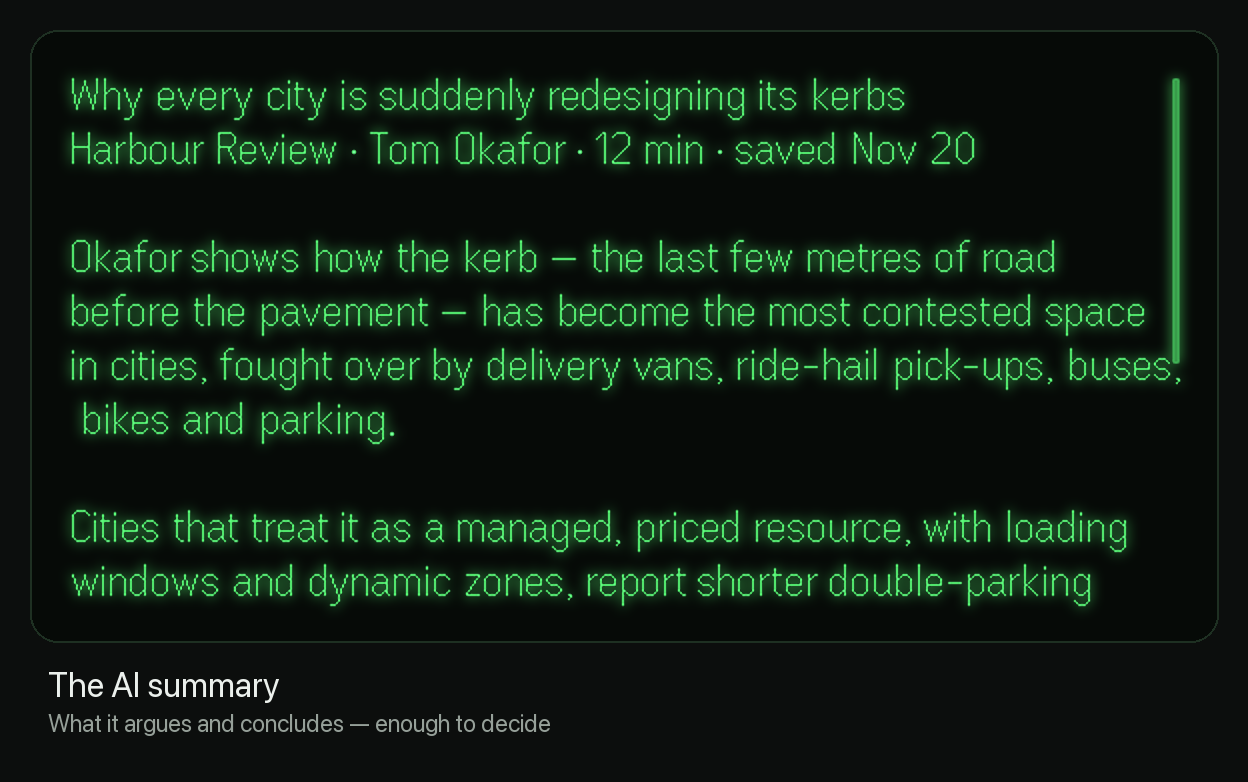 Why every city is suddenly redesigning its kerbs
Harbour Review · Tom Okafor · 12 min · saved Nov 20
Okafor shows how the kerb — the last few metres of road
before the pavement — has become the most contested space
in cities, fought over by delivery vans, ride-hail pick-ups, buses,
bikes and parking.
Cities that treat it as a managed, priced resource, with loading
windows and dynamic zones, report shorter double-parking
The AI summary
What it argues and concludes — enough to decide